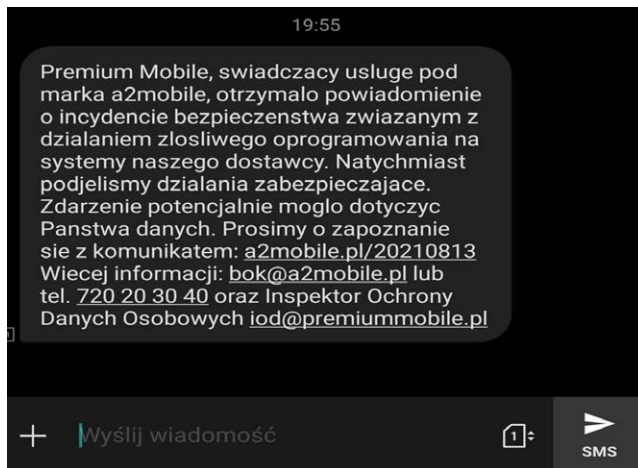 19:55
Premium Mobile, swiadczacy usluge pod
marka a2mobile, otrzymalo powiadomienie
o incydencie bezpieczenstwa zwiazanym z
dzialaniem zlosliwego oprogramowania na
systemy naszego dostawcy. Natychmiast
podjelismy dzialania zabezpieczajace.
Zdarzenie potencjalnie moglo dotyczyc
Panstwa danych. Prosimy o zapoznanie
sie z komunikatem: a2mobile.pl/20210813
Wiecej informacji: bok@a2mobile.pl lub
tel. 720 20 30 40 oraz Inspektor Ochrony
Danych Osobowych iod@premiummobile.pl
Wyślij wiadomość
1
SMS